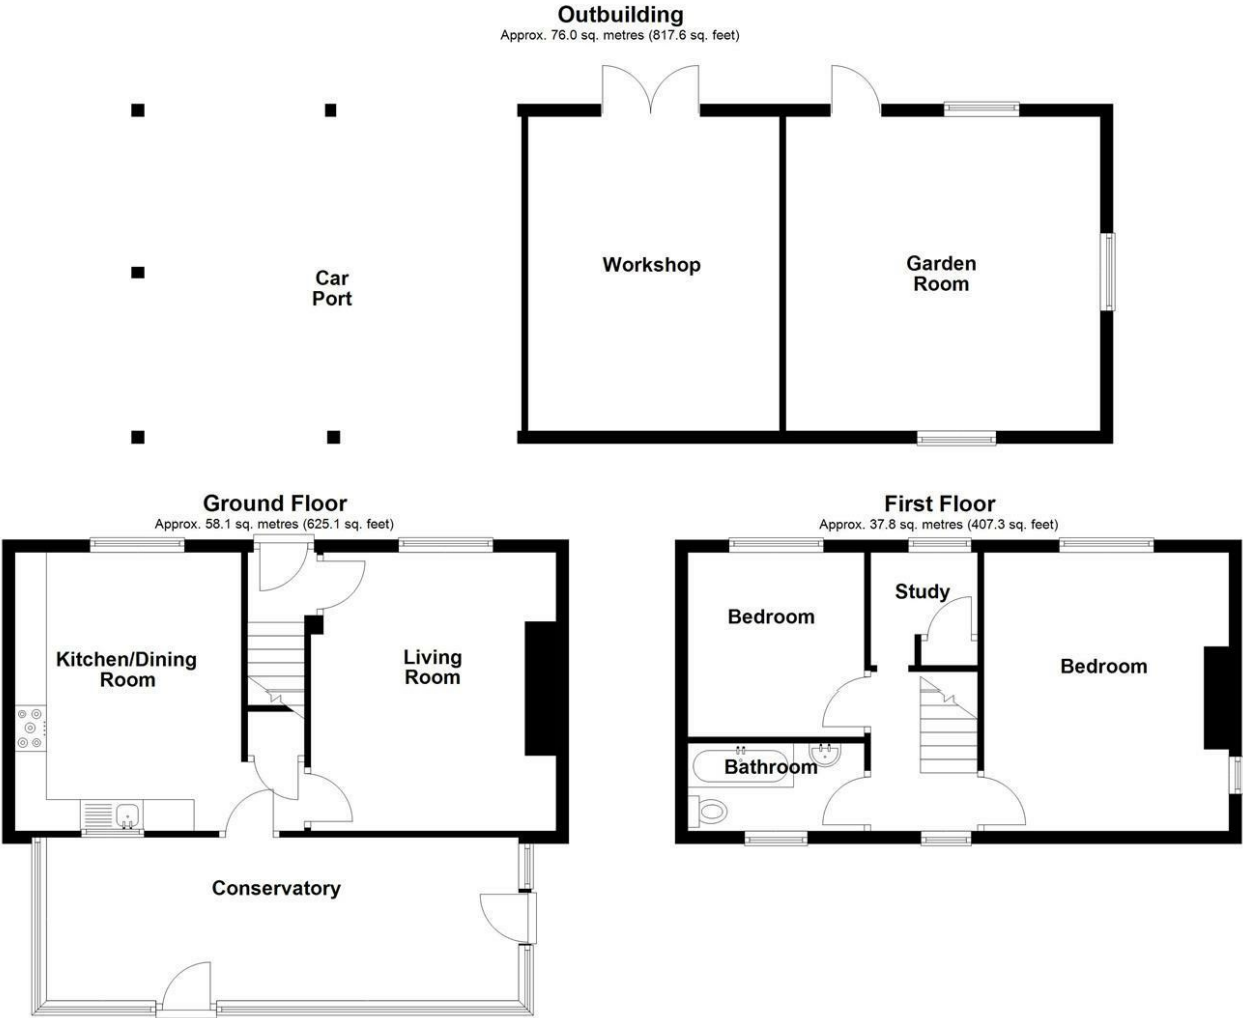 Outbuilding
Approx. 76.0 sq. metres (817.6 sq. feet)
Car
Port
Workshop
Garden
Room
Ground Floor
Approx. 58.1 sq. metres (625.1 sq. feet)
Kitchen/Dining
Room
Living
Room
Conservatory
First Floor
Approx. 37.8 sq. metres (407.3 sq. feet)
Bedroom
Study
Bedroom
Bathroom